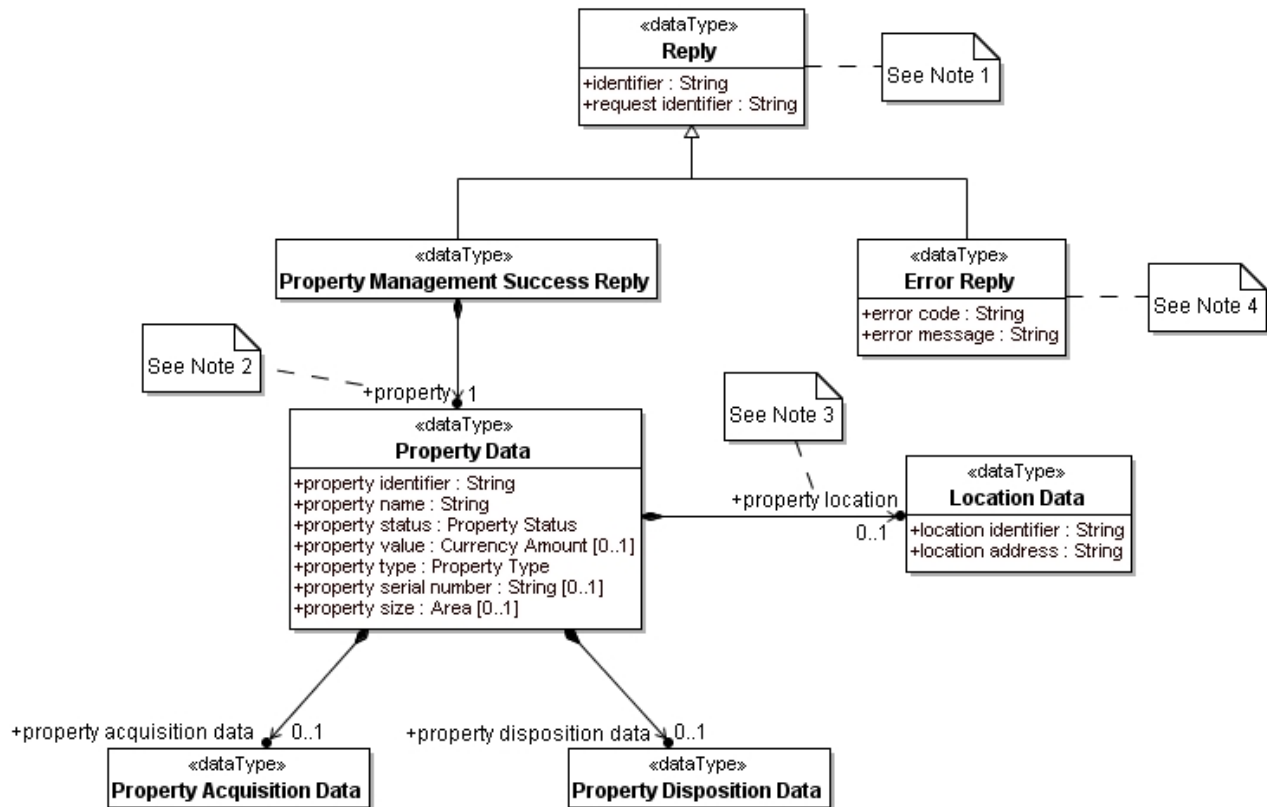 «dataType»
Reply
+identifier : String
+request identifier : String
See Note 1
«dataType»
Property Management Success Reply
«dataType»
Error Reply
+error code : String
+error message : String
See Note 4
See Note 2
+property
1
«dataType»
Property Data
+property identifier : String
+property name : String
+property status : Property Status
+property value : Currency Amount [0..1]
+property type : Property Type
+property serial number : String [0..1]
+property size : Area [0..1]
See Note 3
+property location
0..1
«dataType»
Location Data
+location identifier : String
+location address : String
+property acquisition data
0..1
«dataType»
Property Acquisition Data
+property disposition data
0..1
«dataType»
Property Disposition Data